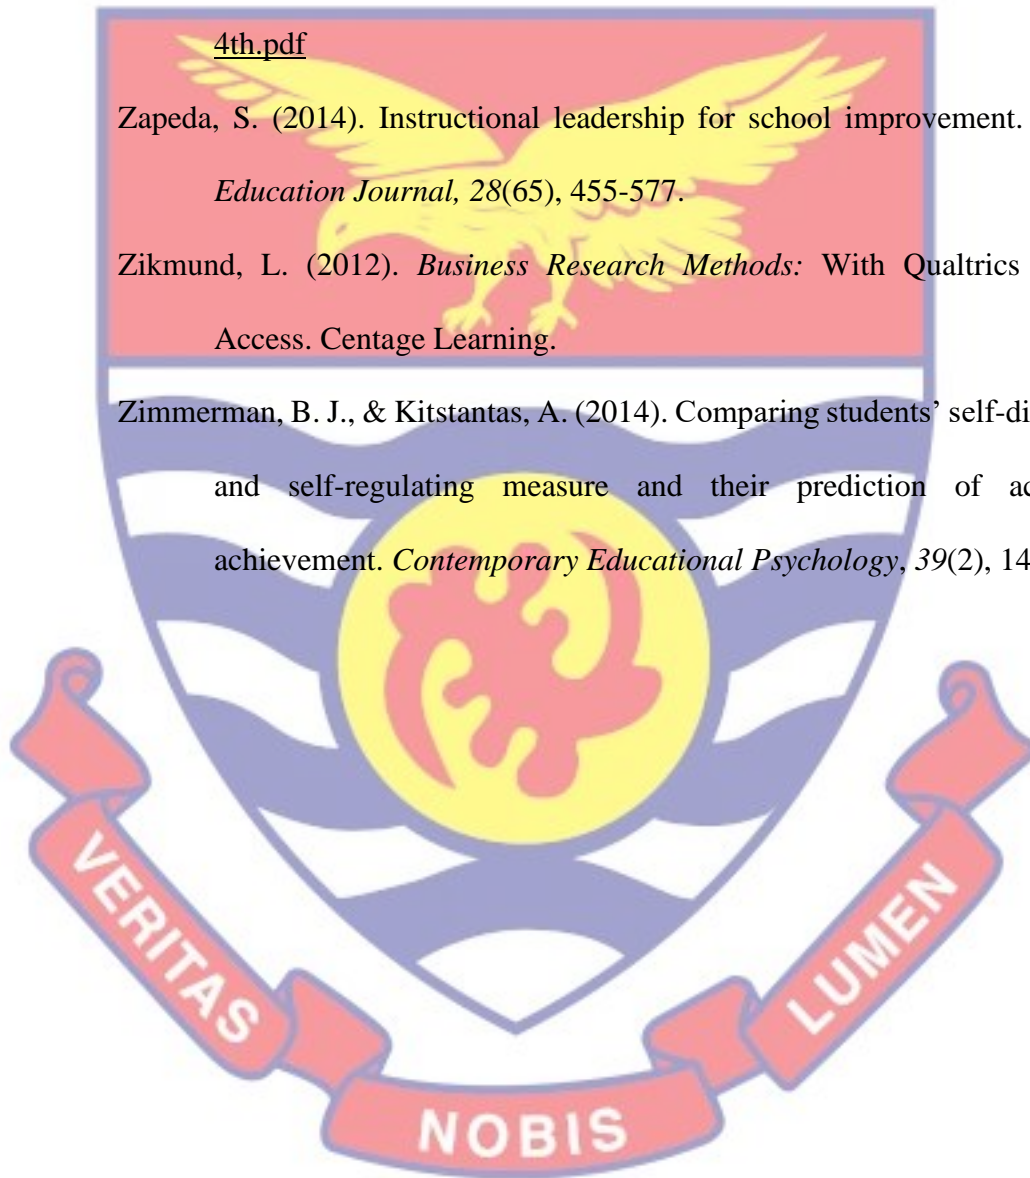 4th.pdf
Zapeda, S. (2014). Instructional leadership for school improvement.
Education Journal, 28(65), 455-577.
Zikmund, L. (2012). Business Research Methods: With Qualtrics
Access. Centage Learning.
Zimmerman, B. J., & Kitstantas, A. (2014). Comparing students’ self-di
and self-regulating measure and their prediction of ac
achievement. Contemporary Educational Psychology, 39(2), 14
VERITAS
NOBIS
LUMEN